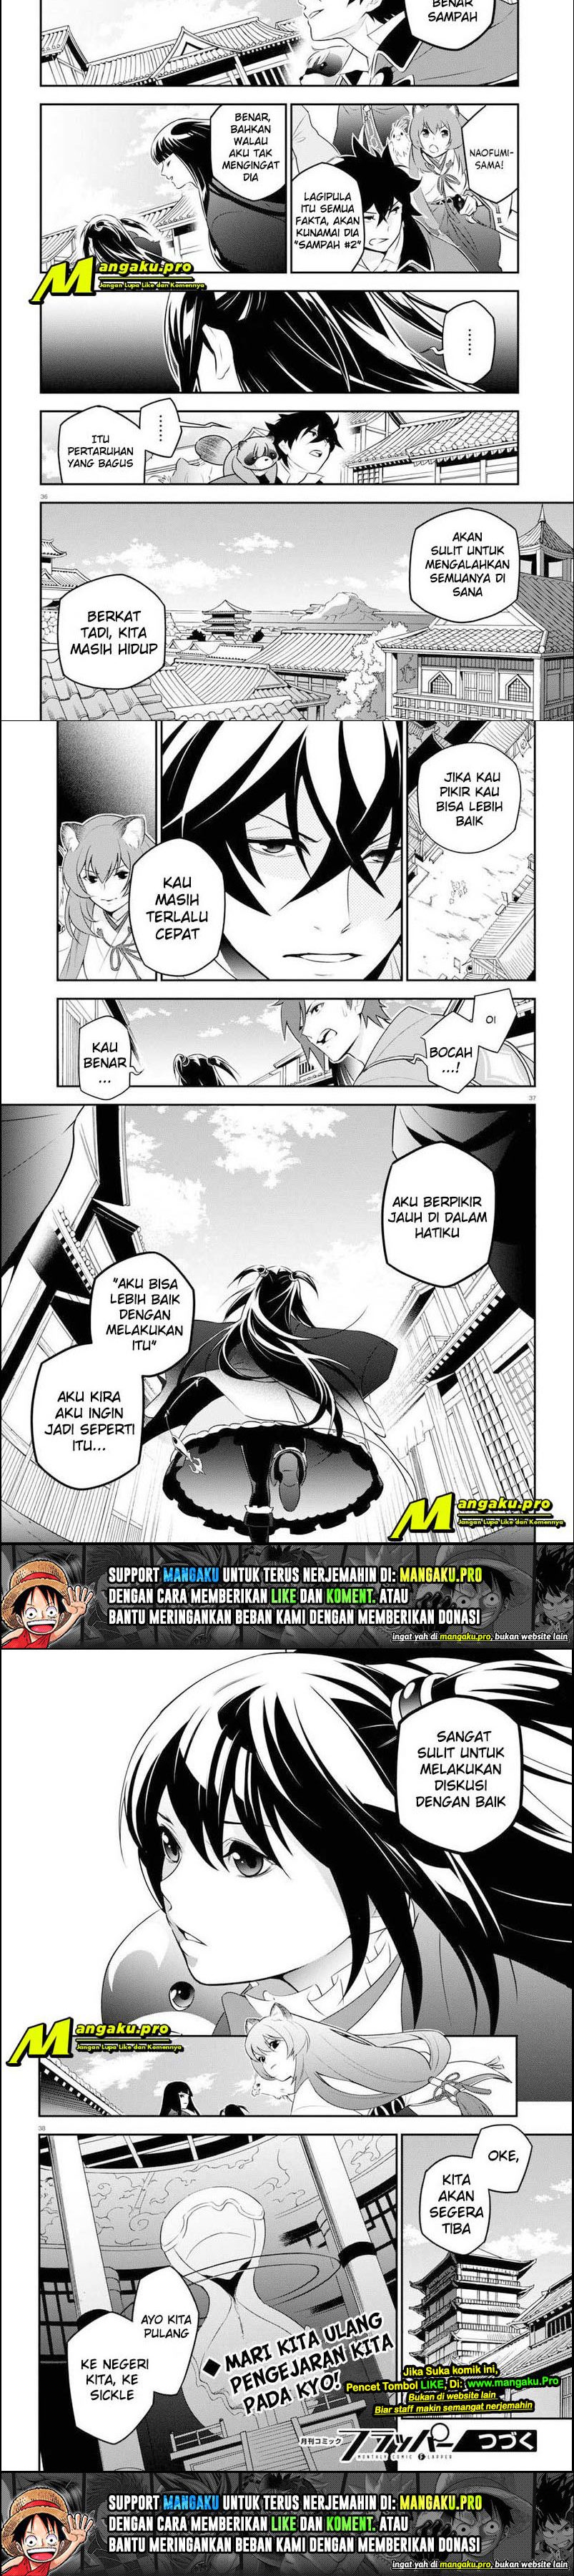 BENAR
SAMPAH
NAOFUMI-
SAMA!
LAGIPULA
ITU SEMUA
FAKTA, AKAN
KUNAMAI DIA
"SAMPAH #2"
BENAR,
BAHKAN
WALAU
AKU TAK
MENGINGAT
DIA
Mangaku.pro
Jangan Lupa Like dan Komennya
ITU
PERTARUHAN
YANG BAGUS
36
AKAN
SULIT UNTUK
MENGALAHKAN
SEMUANYA DI
SANA
BERKAT
TADI, KITA
MASIH HIDUP
JIKA KAU
PIKIR KAU
BISA LEBIH
BAIK
KAU
MASIH
TERLALU
CEPAT
OI
BOCAH
...!
KAU
BENAR
...
37
AKU BERPIKIR
JAUH DI DALAM
HATIKU
"AKU BISA
LEBIH BAIK
DENGAN
MELAKUKAN
ITU"
AKU KIRA
AKU INGIN
JADI SEPERTI
ITU...
Mangaku.pro
Jangan Lupa Like dan Komennya
SUPPORT MANGAKU UNTUK TERUS NERJEMAHIN DI: MANGAKU.PRO
DENGAN CARA MEMBERIKAN LIKE DAN KOMENT. ATAU
BANTU MERINGANKAN BEBAN KAMI DENGAN MEMBERIKAN DONASI
ingat yah di mangaku.pro, bukan website lain
SANGAT
SULIT UNTUK
MELAKUKAN
DISKUSI
DENGAN BAIK
Mangaku.pro
Jangan Lupa Like dan Komennya
38
OKE,
KITA
AKAN
SEGERA
TIBA
AYO KITA
PULANG
KE NEGERI
KITA, KE
SICKLE
◆ MARI KITA ULANG
PENGEJARAN KITA
PADA KYO!
Jika Suka komik ini,
Pencet Tombol LIKE, Di: www.mangaku.Pro
Bukan di website lain
Biar staff makin semangat nerjemahin
月刊コミック フラッパー つづく
MONTHLY COMIC FLAPPER
SUPPORT MANGAKU UNTUK TERUS NERJEMAHIN DI: MANGAKU.PRO
DENGAN CARA MEMBERIKAN LIKE DAN KOMENT. ATAU
BANTU MERINGANKAN BEBAN KAMI DENGAN MEMBERIKAN DONASI
ingat yah di mangaku.pro, bukan website lain